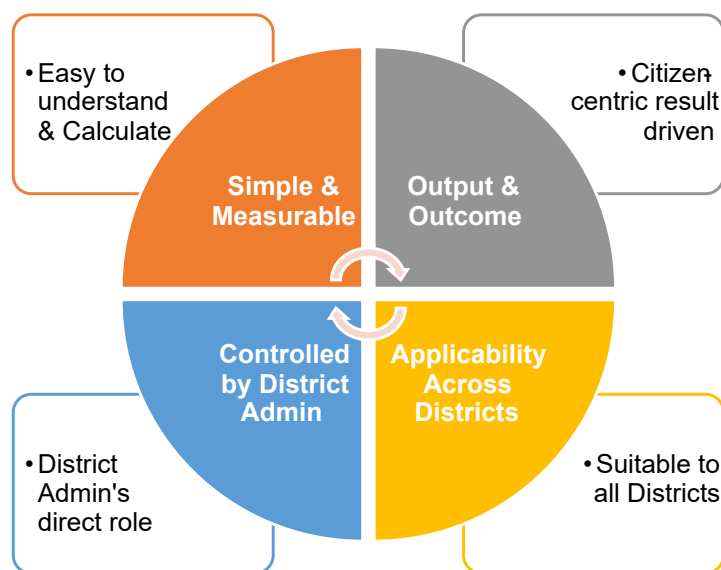 • Easy to
understand
& Calculate
• Citizen-
centric result
driven
Simple &
Measurable
Output &
Outcome
Controlled
by District
Admin
Applicability
Across
Districts
• District
Admin's
direct role
• Suitable to
all Districts